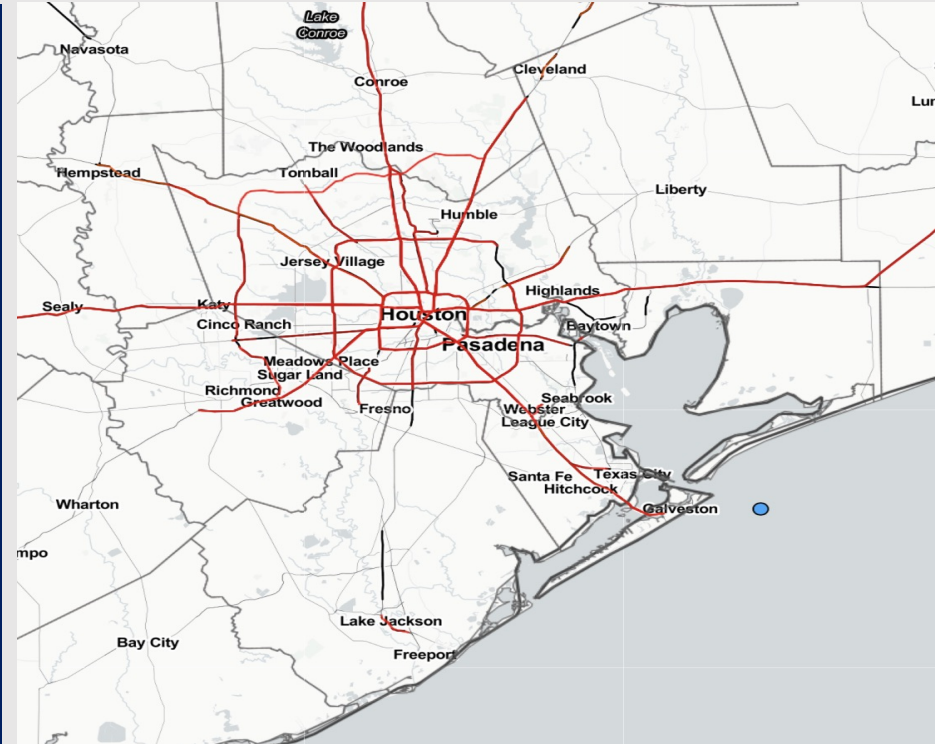 Lake
Conroe
Navasota
Cleveland
Conroe
Lur
The Woodlands
Hempstead
Tomball
Liberty
Humble
Jersey Village
Highlands
Sealy
Katy
Houston
Cinco Ranch
Baytown
Pasadena
Meadows Place
Sugar Land
Richmond
Greatwood
Seabrook
Fresno
Webster
League City
Santa Fe
Texas City
Hitchcock
Wharton
Galveston
mpo
Lake Jackson
Bay City
Freeport